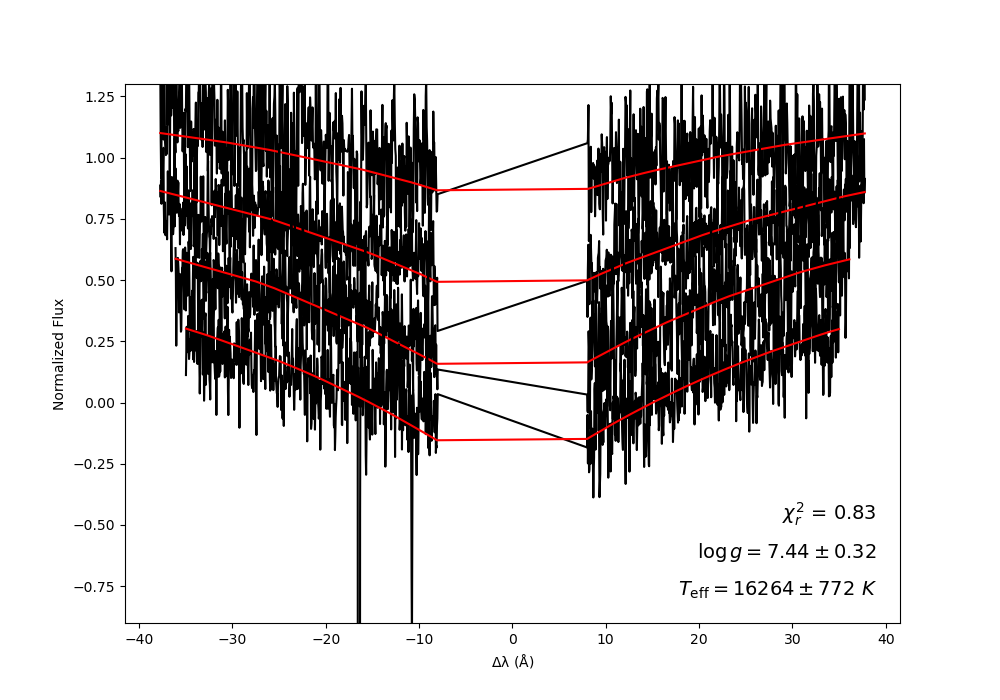 1.25
1.00
0.75
0.50
0.25
0.00
−0.25
−0.50
−0.75
Normalized Flux
χ_r^2 = 0.83
log g = 7.44 ± 0.32
T_eff = 16264 ± 772 K
−40 −30 −20 −10 0 10 20 30 40
Δλ (Å)